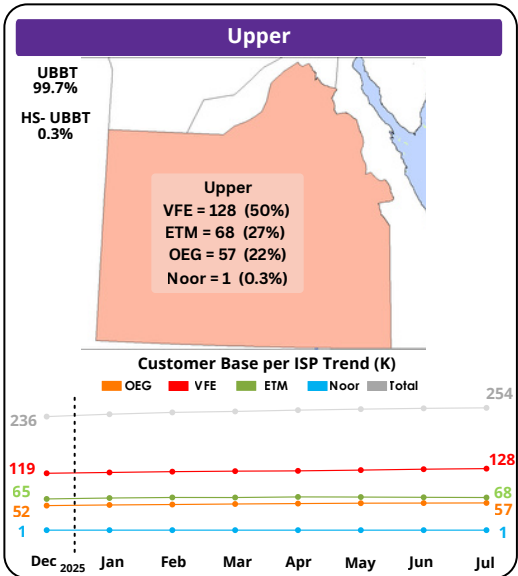 Upper
UBBT
99.7%
HS- UBBT
0.3%
Upper
VFE = 128 (50%)
ETM = 68 (27%)
OEG = 57 (22%)
Noor = 1 (0.3%)
Customer Base per ISP Trend (K)
OEG VFE ETM Noor Total
236 254
119 128
65 68
52 57
1 1
Dec 2025 Jan Feb Mar Apr May Jun Jul